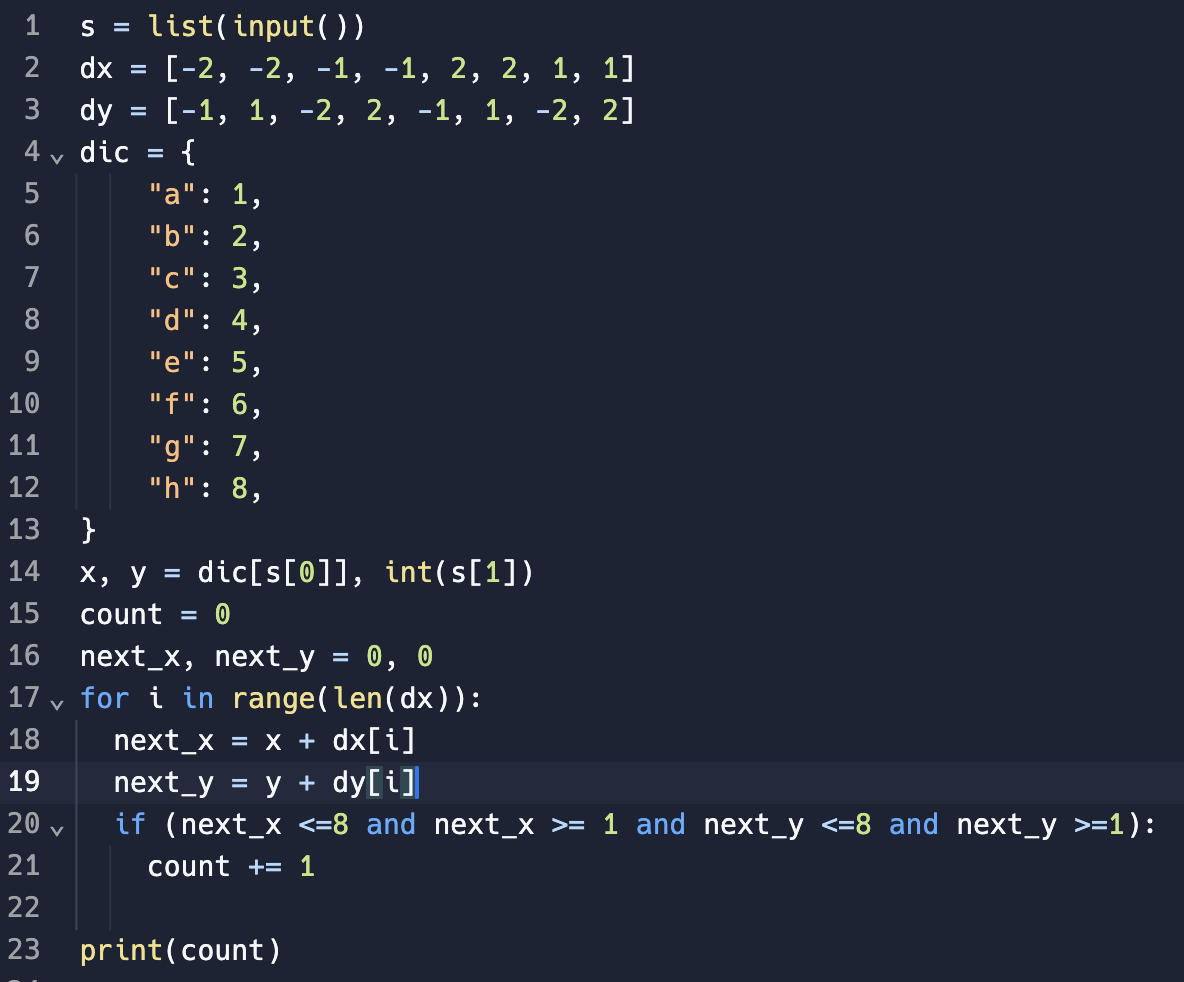 1 s = list(input())
2 dx = [-2, -2, -1, -1, 2, 2, 1, 1]
3 dy = [-1, 1, -2, 2, -1, 1, -2, 2]
4 dic = {
5     "a": 1,
6     "b": 2,
7     "c": 3,
8     "d": 4,
9     "e": 5,
10     "f": 6,
11     "g": 7,
12     "h": 8,
13 }
14 x, y = dic[s[0]], int(s[1])
15 count = 0
16 next_x, next_y = 0, 0
17 for i in range(len(dx)):
18   next_x = x + dx[i]
19   next_y = y + dy[i]
20   if (next_x <=8 and next_x >= 1 and next_y <=8 and next_y >=1):
21     count += 1
22
23 print(count)